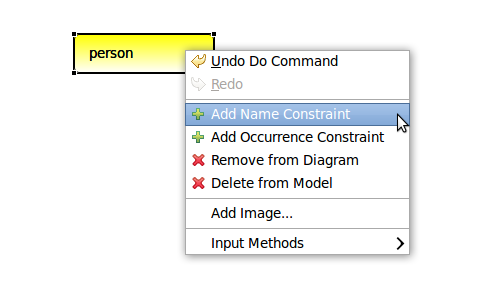 person
Undo Do Command
Redo
Add Name Constraint
Add Occurrence Constraint
Remove from Diagram
Delete from Model
Add Image...
Input Methods